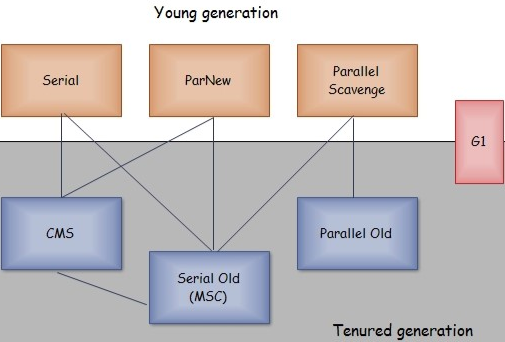 Young generation
Serial
ParNew
Parallel
Scavenge
G1
CMS
Parallel Old
Serial Old
(MSC)
Tenured generation